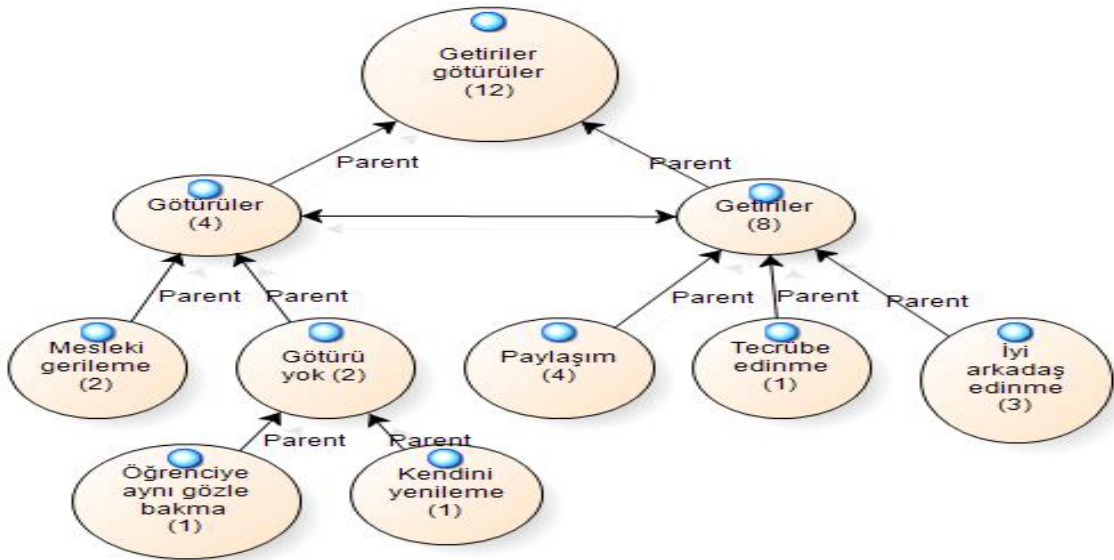 Getiriler
götürüler
(12)
Parent
Parent
Götürüler
(4)
Getiriler
(8)
Parent
Parent
Parent
Parent
Parent
Mesleki
gerileme
(2)
Götürü
yok (2)
Paylaşım
(4)
Tecrübe
edinme
(1)
İyi
arkadaş
edinme
(3)
Parent
Parent
Öğrenciye
aynı gözle
bakma
(1)
Kendini
yenileme
(1)